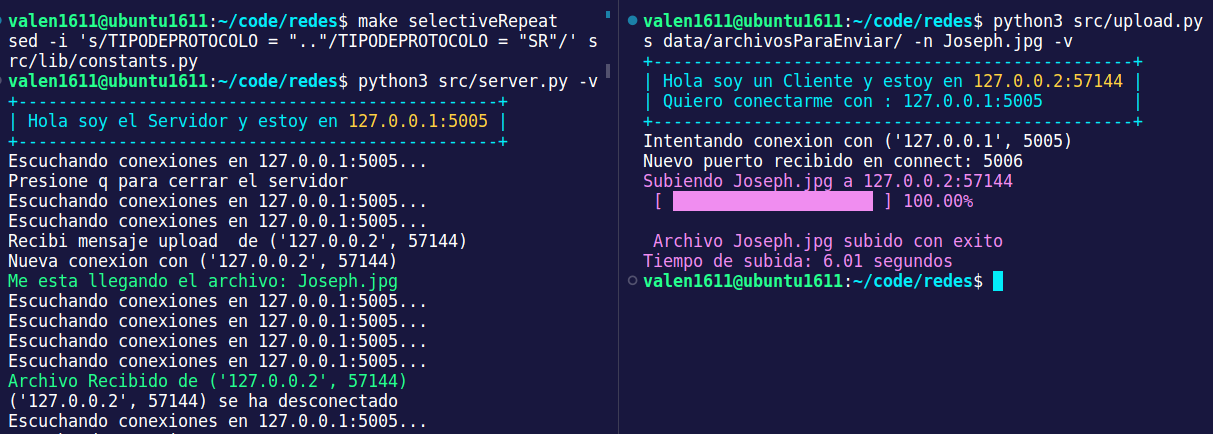 valen1611@ubuntu1611:~/code/redes$ make selectiveRepeat
sed -i 's/TIPODEPROTOCOLO = ".."/TIPODEPROTOCOLO = "SR"/' s
rc/lib/constants.py
valen1611@ubuntu1611:~/code/redes$ python3 src/server.py -v
+------------------------------------------------+
| Hola soy el Servidor y estoy en 127.0.0.1:5005 |
+------------------------------------------------+
Escuchando conexiones en 127.0.0.1:5005...
Presione q para cerrar el servidor
Escuchando conexiones en 127.0.0.1:5005...
Escuchando conexiones en 127.0.0.1:5005...
Recibi mensaje upload  de ('127.0.0.2', 57144)
Nueva conexion con ('127.0.0.2', 57144)
Me esta llegando el archivo: Joseph.jpg
Escuchando conexiones en 127.0.0.1:5005...
Escuchando conexiones en 127.0.0.1:5005...
Escuchando conexiones en 127.0.0.1:5005...
Escuchando conexiones en 127.0.0.1:5005...
Archivo Recibido de ('127.0.0.2', 57144)
('127.0.0.2', 57144) se ha desconectado
Escuchando conexiones en 127.0.0.1:5005...
valen1611@ubuntu1611:~/code/redes$ python3 src/upload.py
s data/archivosParaEnviar/ -n Joseph.jpg -v
+------------------------------------------------+
| Hola soy un Cliente y estoy en 127.0.0.2:57144 |
| Quiero conectarme con : 127.0.0.1:5005         |
+------------------------------------------------+
Intentando conexion con ('127.0.0.1', 5005)
Nuevo puerto recibido en connect: 5006
Subiendo Joseph.jpg a 127.0.0.2:57144
[ ████████████████████ ] 100.00%
Archivo Joseph.jpg subido con exito
Tiempo de subida: 6.01 segundos
valen1611@ubuntu1611:~/code/redes$